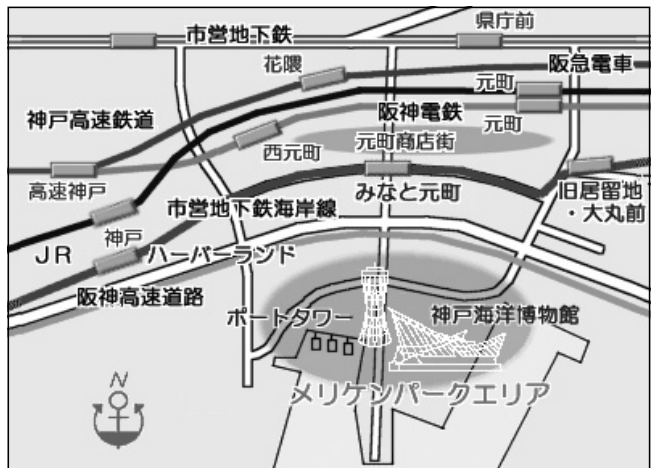 県庁前
市営地下鉄
花隈
阪急電車
元町
神戸高速鉄道
阪神電鉄
元町
西元町
元町商店街
高速神戸
みなと元町
旧居留地
・大丸前
市営地下鉄海岸線
神戸
JR
ハーバーランド
阪神高速道路
ポートタワー
神戸海洋博物館
メリケンパークエリア
N